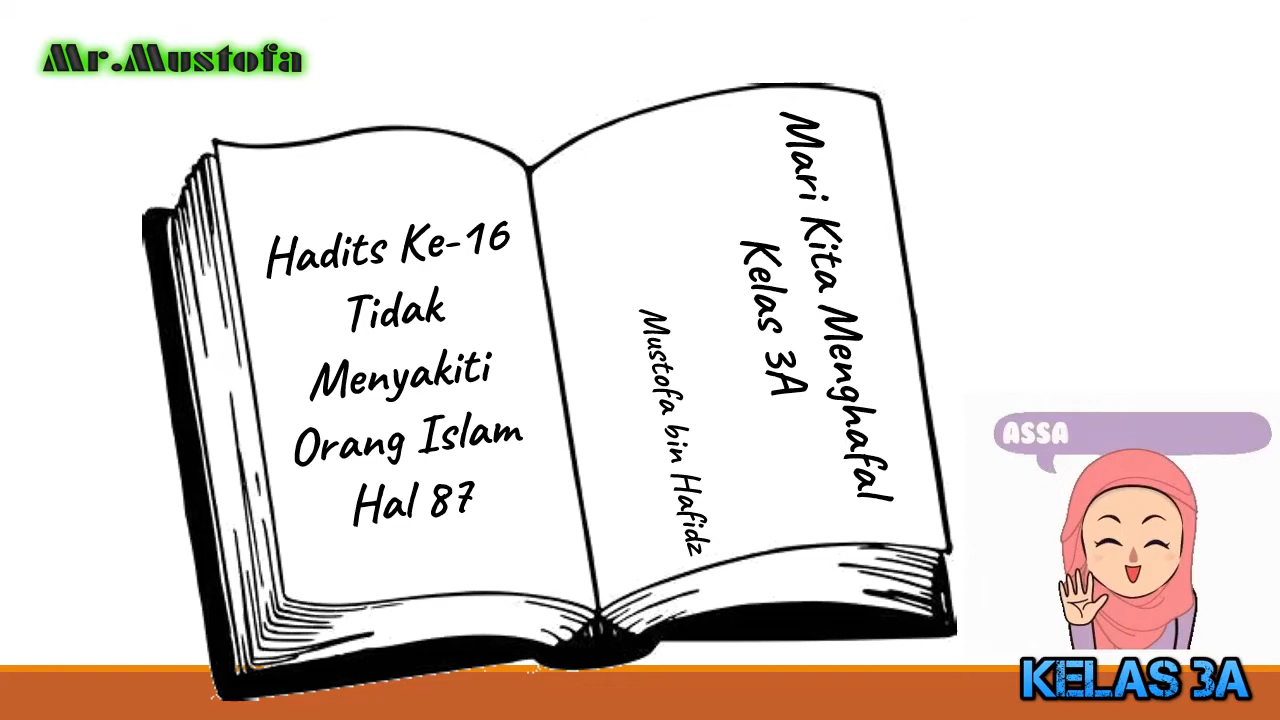 Mr.Mustofa
Hadits Ke-16
Tidak
Menyakiti
Orang Islam
Hal 87
Mari Kita Menghafal
Kelas 3A
Mustofa bin Hafidz
ASSA
KELAS 3A